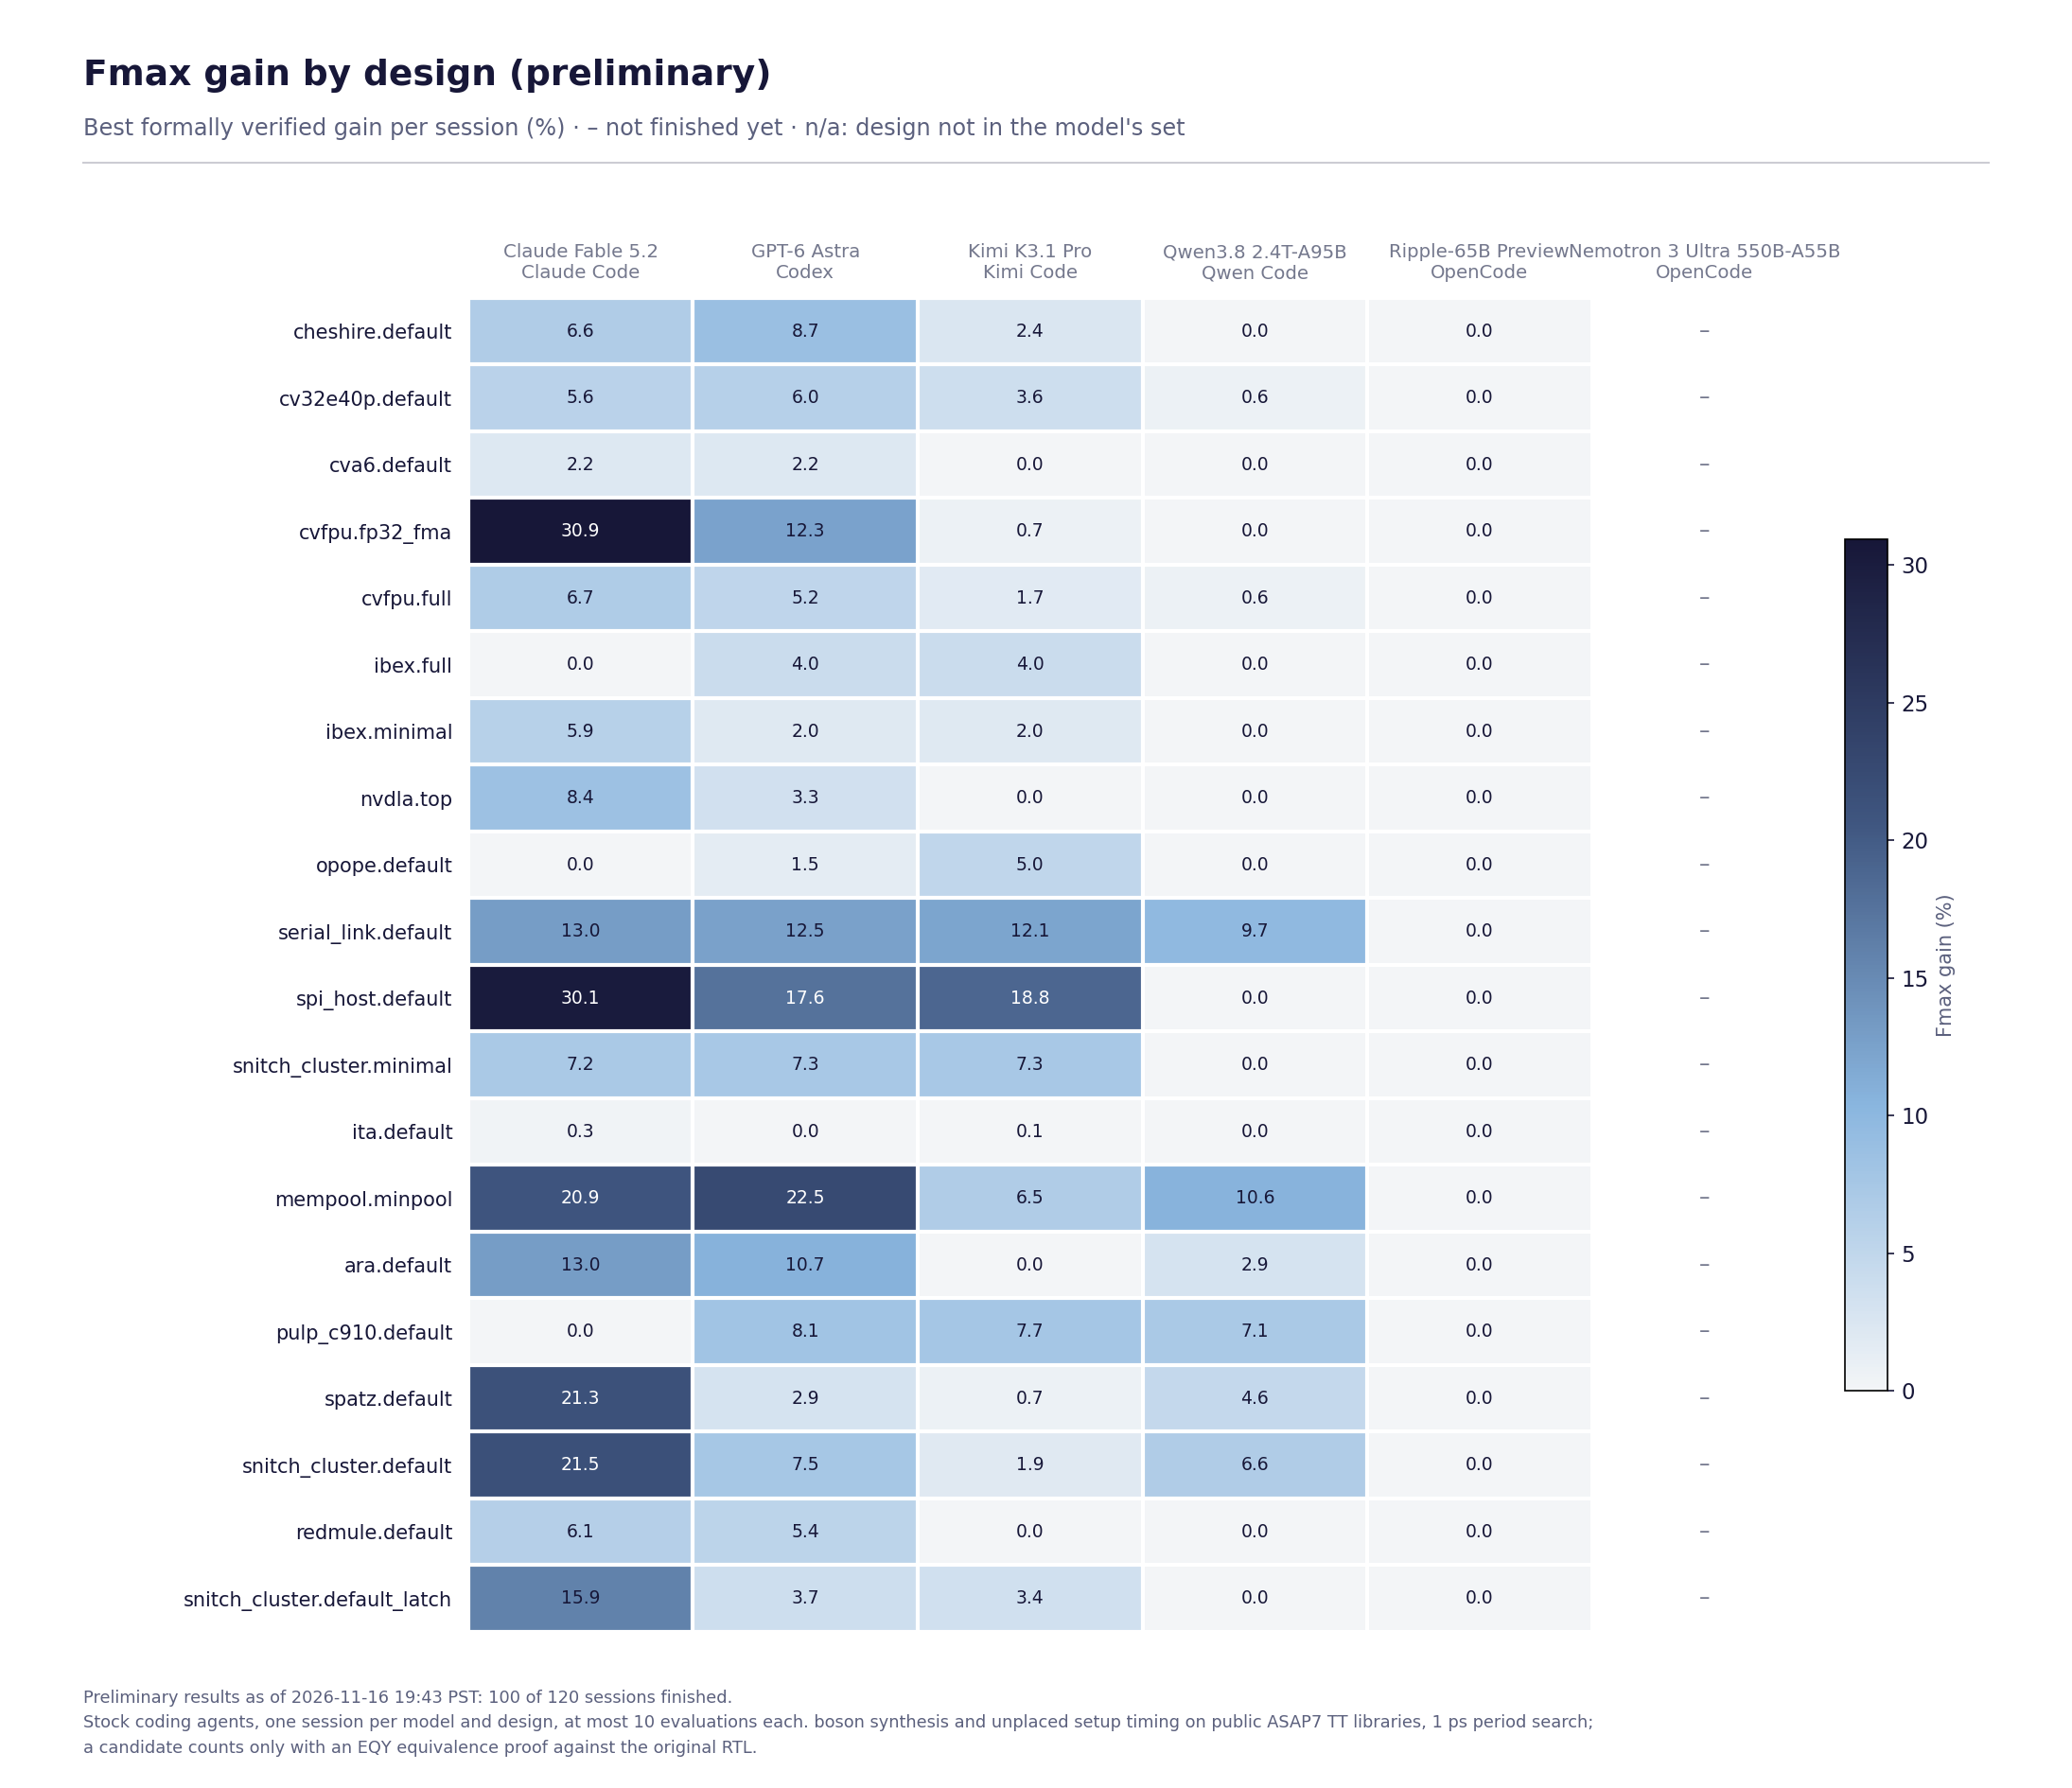 Fmax gain by design (preliminary)
Best formally verified gain per session (%) · – not finished yet · n/a: design not in the model's set
Claude Fable 5.2 GPT-6 Astra Kimi K3.1 Pro Qwen3.8 2.4T-A95B Ripple-65B Preview Nemotron 3 Ultra 550B-A55B
Claude Code Codex Kimi Code Qwen Code OpenCode OpenCode
cheshire.default 6.6 8.7 2.4 0.0 0.0 –
cv32e40p.default 5.6 6.0 3.6 0.6 0.0 –
cva6.default 2.2 2.2 0.0 0.0 0.0 –
cvfpu.fp32_fma 30.9 12.3 0.7 0.0 0.0 –
cvfpu.full 6.7 5.2 1.7 0.6 0.0 –
ibex.full 0.0 4.0 4.0 0.0 0.0 –
ibex.minimal 5.9 2.0 2.0 0.0 0.0 –
nvdla.top 8.4 3.3 0.0 0.0 0.0 –
opope.default 0.0 1.5 5.0 0.0 0.0 –
serial_link.default 13.0 12.5 12.1 9.7 0.0 –
spi_host.default 30.1 17.6 18.8 0.0 0.0 –
snitch_cluster.minimal 7.2 7.3 7.3 0.0 0.0 –
ita.default 0.3 0.0 0.1 0.0 0.0 –
mempool.minpool 20.9 22.5 6.5 10.6 0.0 –
ara.default 13.0 10.7 0.0 2.9 0.0 –
pulp_c910.default 0.0 8.1 7.7 7.1 0.0 –
spatz.default 21.3 2.9 0.7 4.6 0.0 –
snitch_cluster.default 21.5 7.5 1.9 6.6 0.0 –
redmule.default 6.1 5.4 0.0 0.0 0.0 –
snitch_cluster.default_latch 15.9 3.7 3.4 0.0 0.0 –
30
25
20
15
10
5
0
Fmax gain (%)
Preliminary results as of 2026-11-16 19:43 PST: 100 of 120 sessions finished.
Stock coding agents, one session per model and design, at most 10 evaluations each. boson synthesis and unplaced setup timing on public ASAP7 TT libraries, 1 ps period search;
a candidate counts only with an EQY equivalence proof against the original RTL.